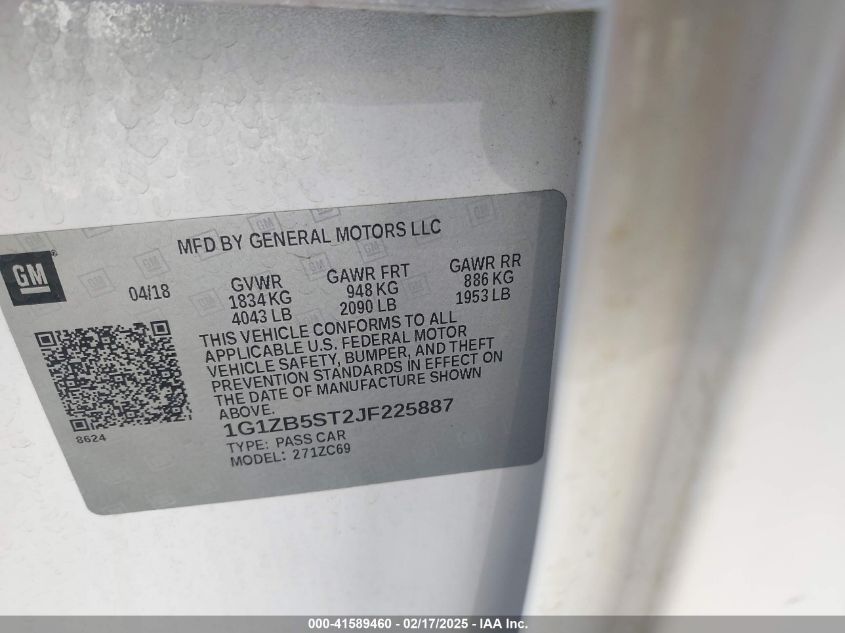 MFD BY GENERAL MOTORS LLC
GM
04/18
GVWR
1834 KG
4043 LB
GAWR FRT
948 KG
2090 LB
GAWR RR
886 KG
1953 LB
THIS VEHICLE CONFORMS TO ALL
APPLICABLE U.S. FEDERAL MOTOR
VEHICLE SAFETY, BUMPER, AND THEFT
PREVENTION STANDARDS IN EFFECT ON
THE DATE OF MANUFACTURE SHOWN
ABOVE.
1G1ZB5ST2JF225887
TYPE: PASS CAR
MODEL: 271ZC69
8624
000-41589460 - 02/17/2025 - IAA Inc.